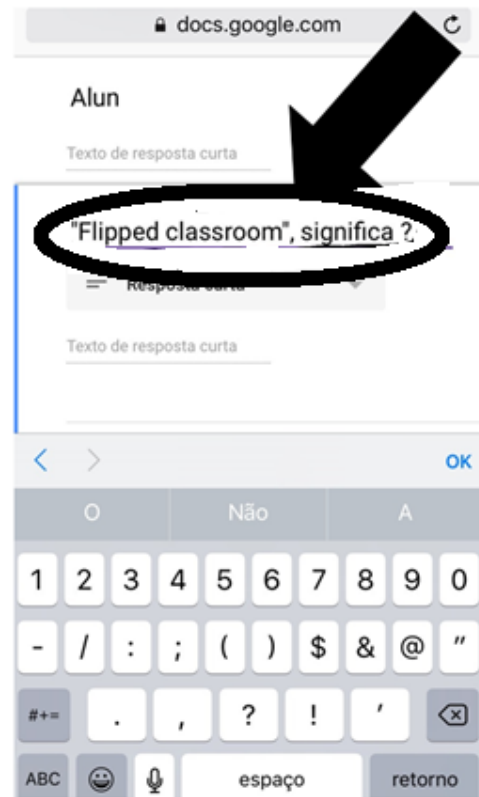 docs.google.com
Alun
Texto de resposta curta
"Flipped classroom", significa ?
Resposta curta
Texto de resposta curta
OK
O Não A
1 2 3 4 5 6 7 8 9 0
- / : ; ( ) $ & @ "
#+= . , ? ! '
ABC espaço retorno